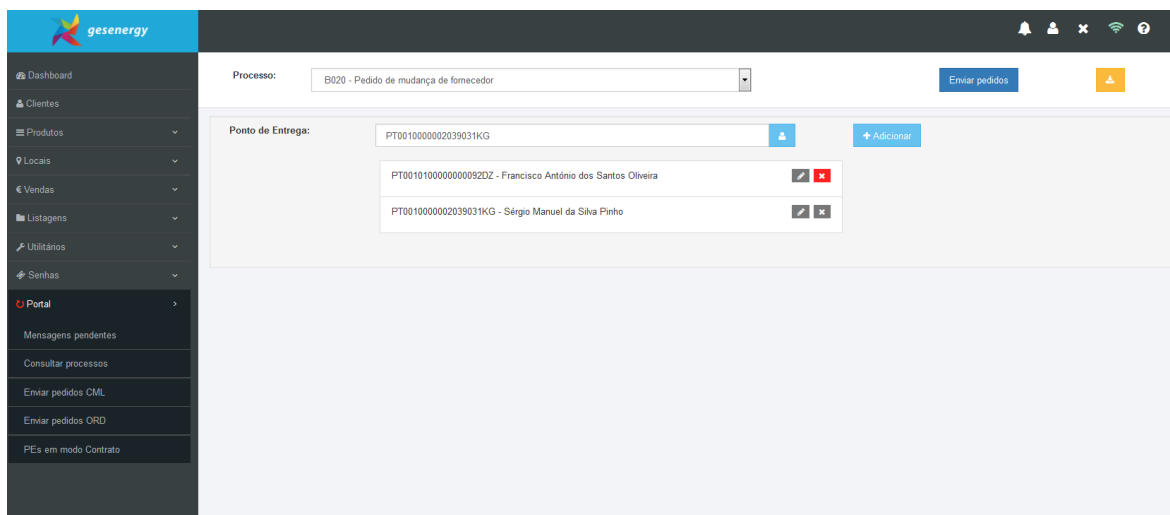 gesenergy
Dashboard
Clientes
Produtos
Locais
€ Vendas
Listagens
Utilitários
Senhas
Portal
Mensagens pendentes
Consultar processos
Enviar pedidos CML
Enviar pedidos ORD
PEs em modo Contrato
Processo:
B020 - Pedido de mudança de fornecedor
Enviar pedidos
Ponto de Entrega:
PT0010000002039031KG
+ Adicionar
PT0010100000000092DZ - Francisco António dos Santos Oliveira
PT0010000002039031KG - Sérgio Manuel da Silva Pinho